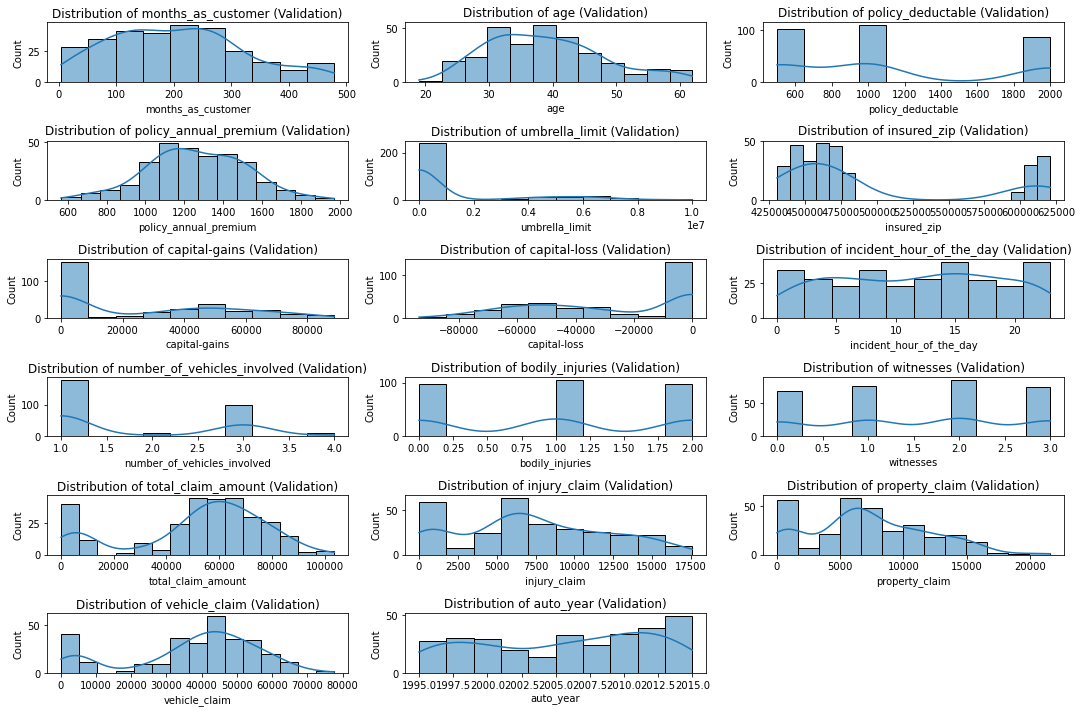 Distribution of months_as_customer (Validation)
Count
25
0
0 100 200 300 400 500
months_as_customer
Distribution of age (Validation)
Count
50
0
20 30 40 50 60
age
Distribution of policy_deductable (Validation)
Count
100
0
600 800 1000 1200 1400 1600 1800 2000
policy_deductable
Distribution of policy_annual_premium (Validation)
Count
50
0
600 800 1000 1200 1400 1600 1800 2000
policy_annual_premium
Distribution of umbrella_limit (Validation)
Count
200
0
0.0 0.2 0.4 0.6 0.8 1.0
1e7
umbrella_limit
Distribution of insured_zip (Validation)
Count
50
0
425000 450000 475000 500000 525000 550000 575000 600000 625000
insured_zip
Distribution of capital-gains (Validation)
Count
100
0
0 20000 40000 60000 80000
capital-gains
Distribution of capital-loss (Validation)
Count
100
0
−80000 −60000 −40000 −20000 0
capital-loss
Distribution of incident_hour_of_the_day (Validation)
Count
25
0
0 5 10 15 20
incident_hour_of_the_day
Distribution of number_of_vehicles_involved (Validation)
Count
100
0
1.0 1.5 2.0 2.5 3.0 3.5 4.0
number_of_vehicles_involved
Distribution of bodily_injuries (Validation)
Count
100
0
0.00 0.25 0.50 0.75 1.00 1.25 1.50 1.75 2.00
bodily_injuries
Distribution of witnesses (Validation)
Count
50
0
0.0 0.5 1.0 1.5 2.0 2.5 3.0
witnesses
Distribution of total_claim_amount (Validation)
Count
25
0
0 20000 40000 60000 80000 100000
total_claim_amount
Distribution of injury_claim (Validation)
Count
50
0
0 2500 5000 7500 10000 12500 15000 17500
injury_claim
Distribution of property_claim (Validation)
Count
50
0
0 5000 10000 15000 20000
property_claim
Distribution of vehicle_claim (Validation)
Count
50
0
0 10000 20000 30000 40000 50000 60000 70000 80000
vehicle_claim
Distribution of auto_year (Validation)
Count
50
0
1995.0 1997.5 2000.0 2002.5 2005.0 2007.5 2010.0 2012.5 2015.0
auto_year